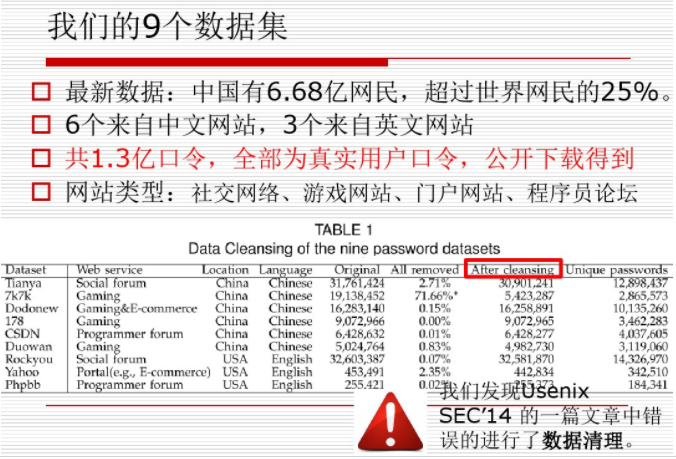 我们的9个数据集
最新数据：中国有6.68亿网民，超过世界网民的25%。
6个来自中文网站，3个来自英文网站
共1.3亿口令，全部为真实用户口令，公开下载得到
网站类型：社交网络、游戏网站、门户网站、程序员论坛
TABLE 1
Data Cleansing of the nine password datasets
Dataset Web service Location Language Original All removed After cleansing Unique passwords
Tianya Social forum China Chinese 31,761,424 2.71% 30,901,241 12,898,437
7k7k Gaming China Chinese 19,138,452 71.66%* 5,423,287 2,865,573
Dodonew Gaming&E-commerce China Chinese 16,283,140 0.15% 16,258,891 10,135,260
178 Gaming China Chinese 9,072,966 0.00% 9,072,965 3,462,283
CSDN Programmer forum China Chinese 6,428,632 0.01% 6,428,277 4,037,605
Duowan Gaming China Chinese 5,024,764 0.83% 4,982,730 3,119,060
Rockyou Social forum USA English 32,603,387 0.07% 32,581,870 14,326,970
Yahoo Portal(e.g., E-commerce) USA English 453,491 2.35% 442,834 342,510
Phpbb Programmer forum USA English 255,421 0.02% 255,373 184,341
我们发现Usenix
SEC'14 的一篇文章中错
误的进行了数据清理。